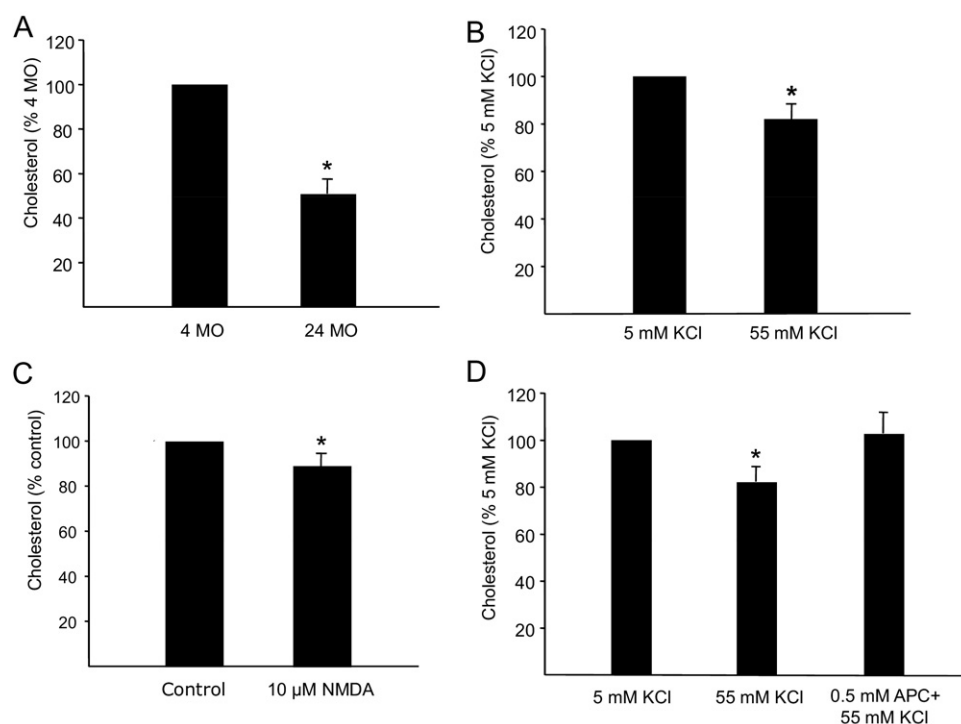 A
Cholesterol (% 4 MO)
120
100
80
60
40
20
*
4 MO
24 MO
B
Cholesterol (% 5 mM KCl)
120
100
80
60
40
20
*
5 mM KCl
55 mM KCl
C
Cholesterol (% control)
120
100
80
60
40
20
*
Control
10 µM NMDA
D
Cholesterol (% 5 mM KCl)
120
100
80
60
40
20
*
5 mM KCl
55 mM KCl
0.5 mM APC+
55 mM KCl